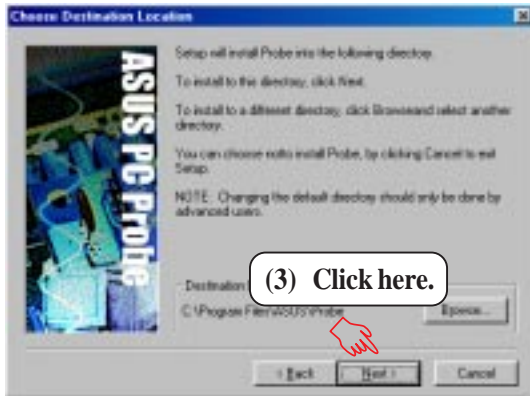 Choose Destination Location
ASUS PC Probe
Setup will install Probe into the following directory.
To install to this directory, click Next.
To install to a different directory, click Browse and select another
directory.
You can choose not to install Probe, by clicking Cancel to exit
Setup.
NOTE: Changing the default directory should only be done by
advanced users.
(3) Click here.
Destination
C:\Program Files\ASUS\Probe
Browse...
< Back
Next >
Cancel